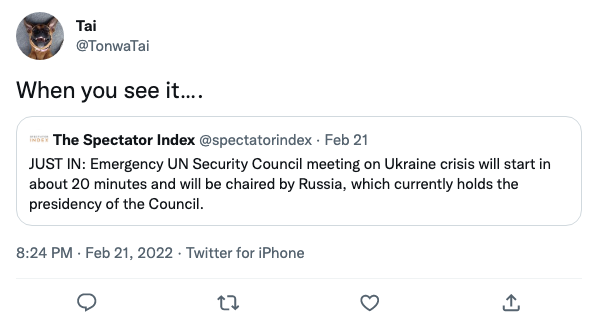 Tai
@TonwaTai
When you see it....
The Spectator Index @spectatorindex · Feb 21
JUST IN: Emergency UN Security Council meeting on Ukraine crisis will start in
about 20 minutes and will be chaired by Russia, which currently holds the
presidency of the Council.
8:24 PM · Feb 21, 2022 · Twitter for iPhone